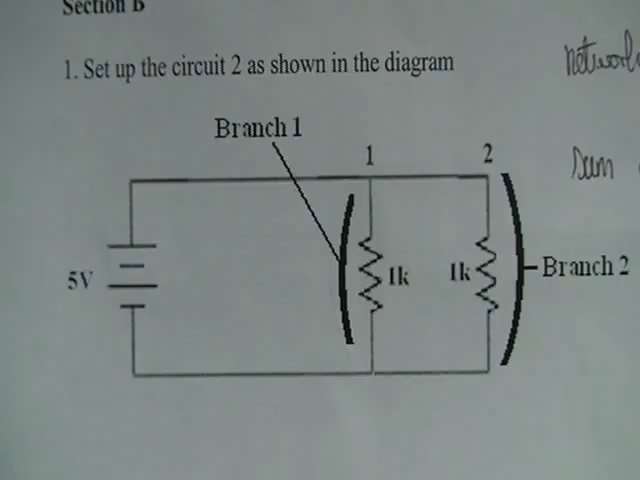 Section B
1. Set up the circuit 2 as shown in the diagram
Branch 1
1
2
5V
1k
1k
Branch 2